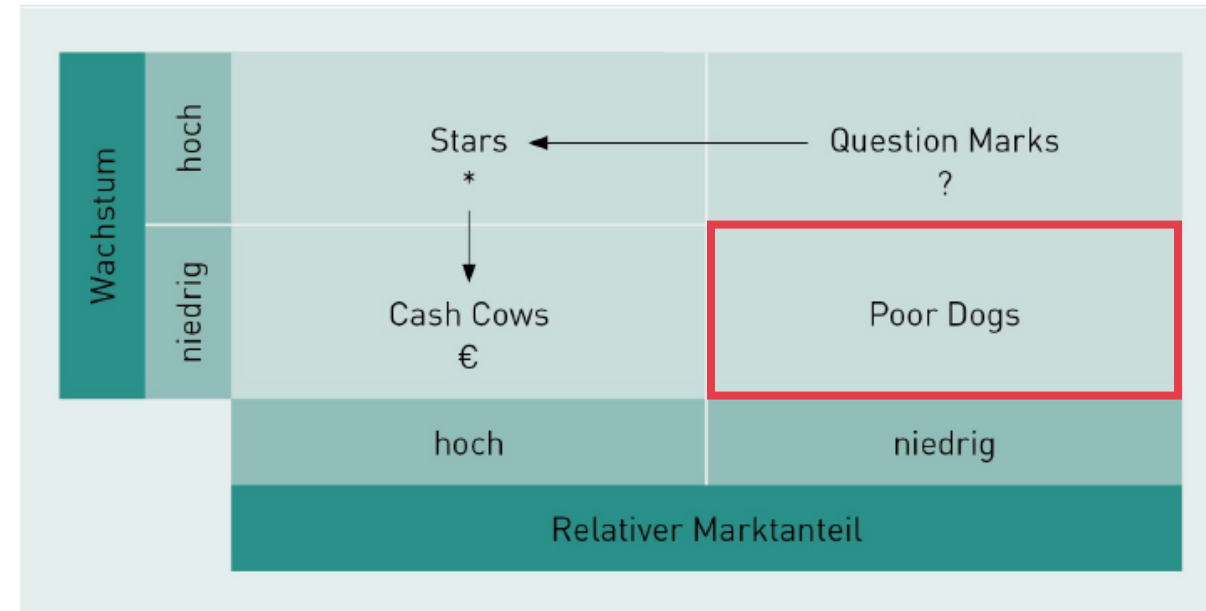 Wachstum
hoch
Stars
*
Question Marks
?
niedrig
Cash Cows
€
Poor Dogs
hoch
niedrig
Relativer Marktanteil